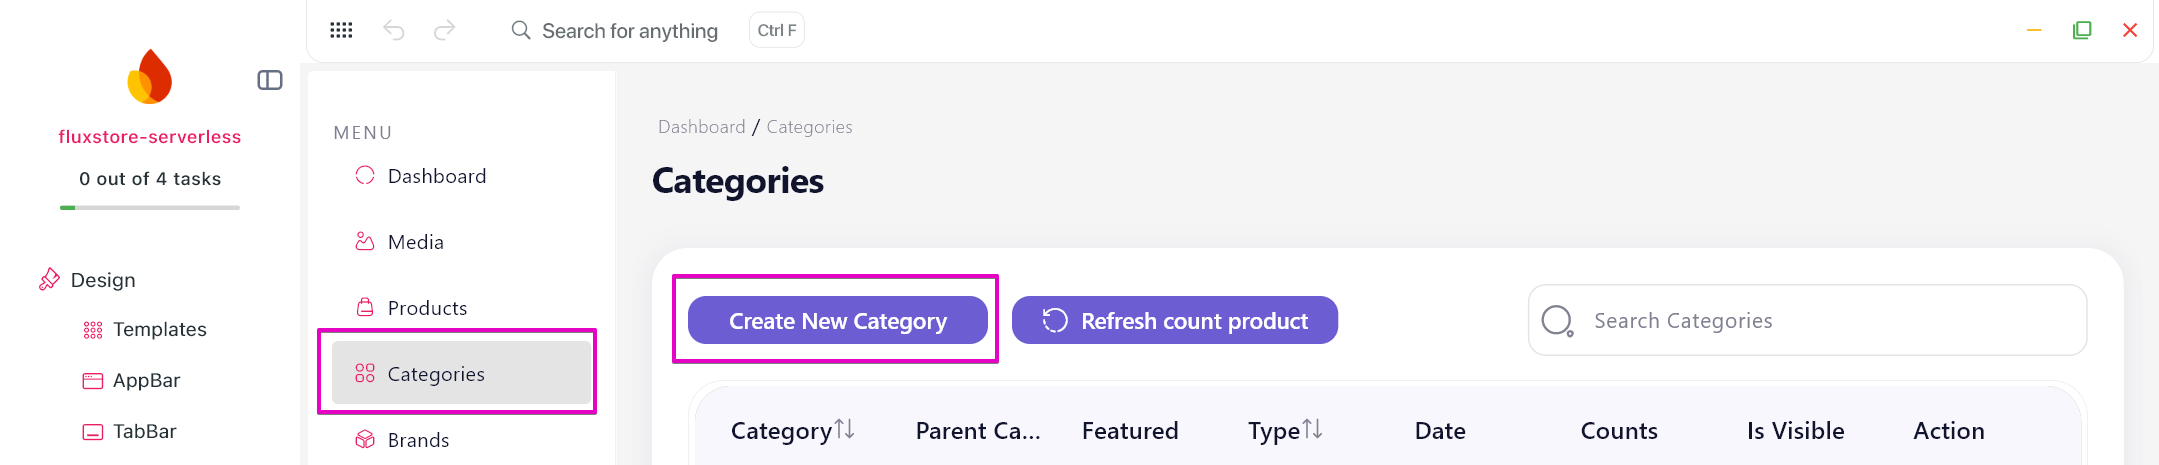 Search for anything
Ctrl F
fluxstore-serverless
0 out of 4 tasks
Design
Templates
AppBar
TabBar
MENU
Dashboard
Media
Products
Categories
Brands
Dashboard / Categories
Categories
Create New Category
Refresh count product
Search Categories
Category Parent Ca... Featured Type Date Counts Is Visible Action